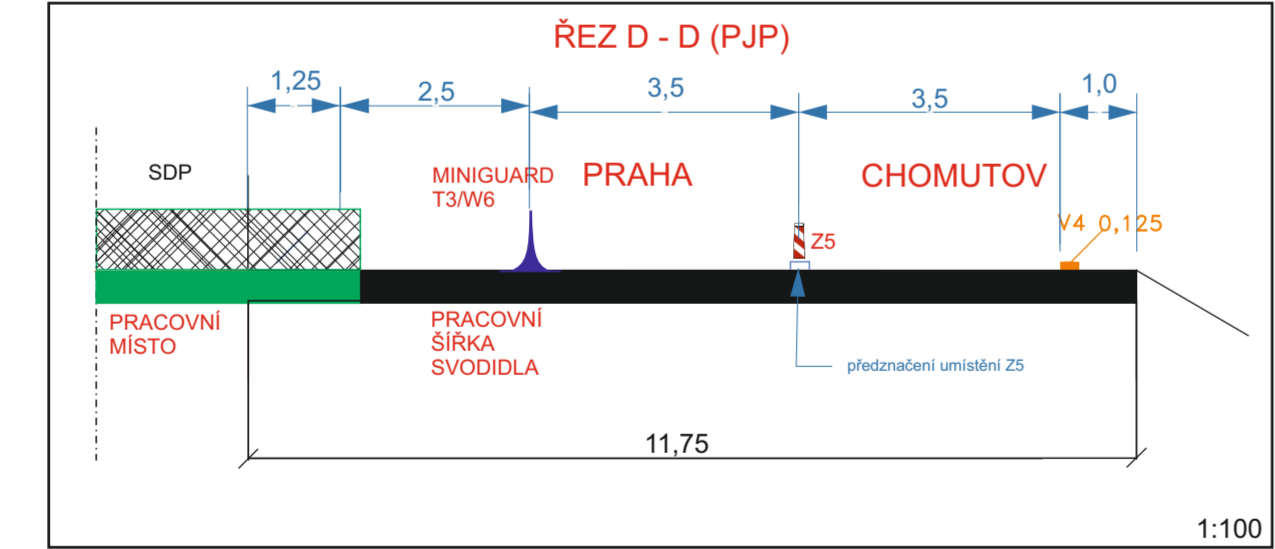 ŘEZ D - D (PJP)
1,25
2,5
3,5
3,5
1,0
SDP
MINIGUARD
T3/W6
PRAHA
CHOMUTOV
V4 0,125
Z5
PRACOVNÍ
MÍSTO
PRACOVNÍ
ŠÍŘKA
SVODIDLA
předznačení umístění Z5
11,75
1:100